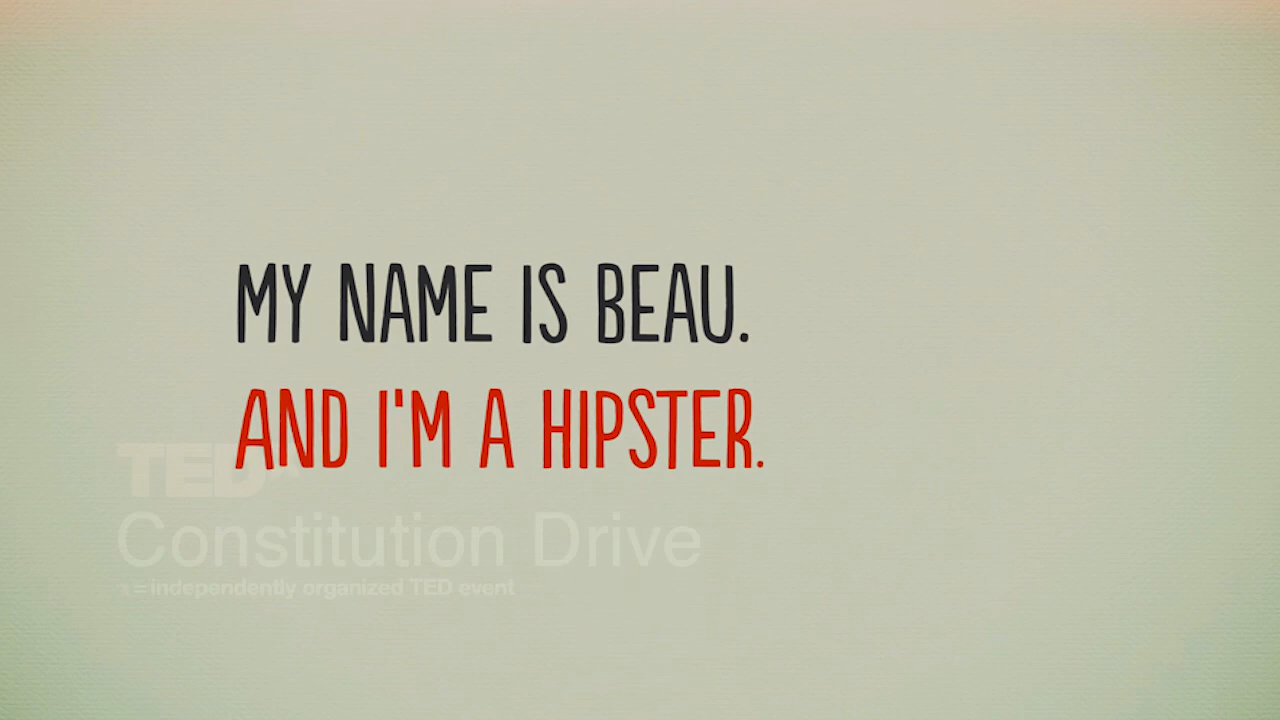 MY NAME IS BEAU.
AND I'M A HIPSTER.
TEDx
Constitution Drive
x = independently organized TED event